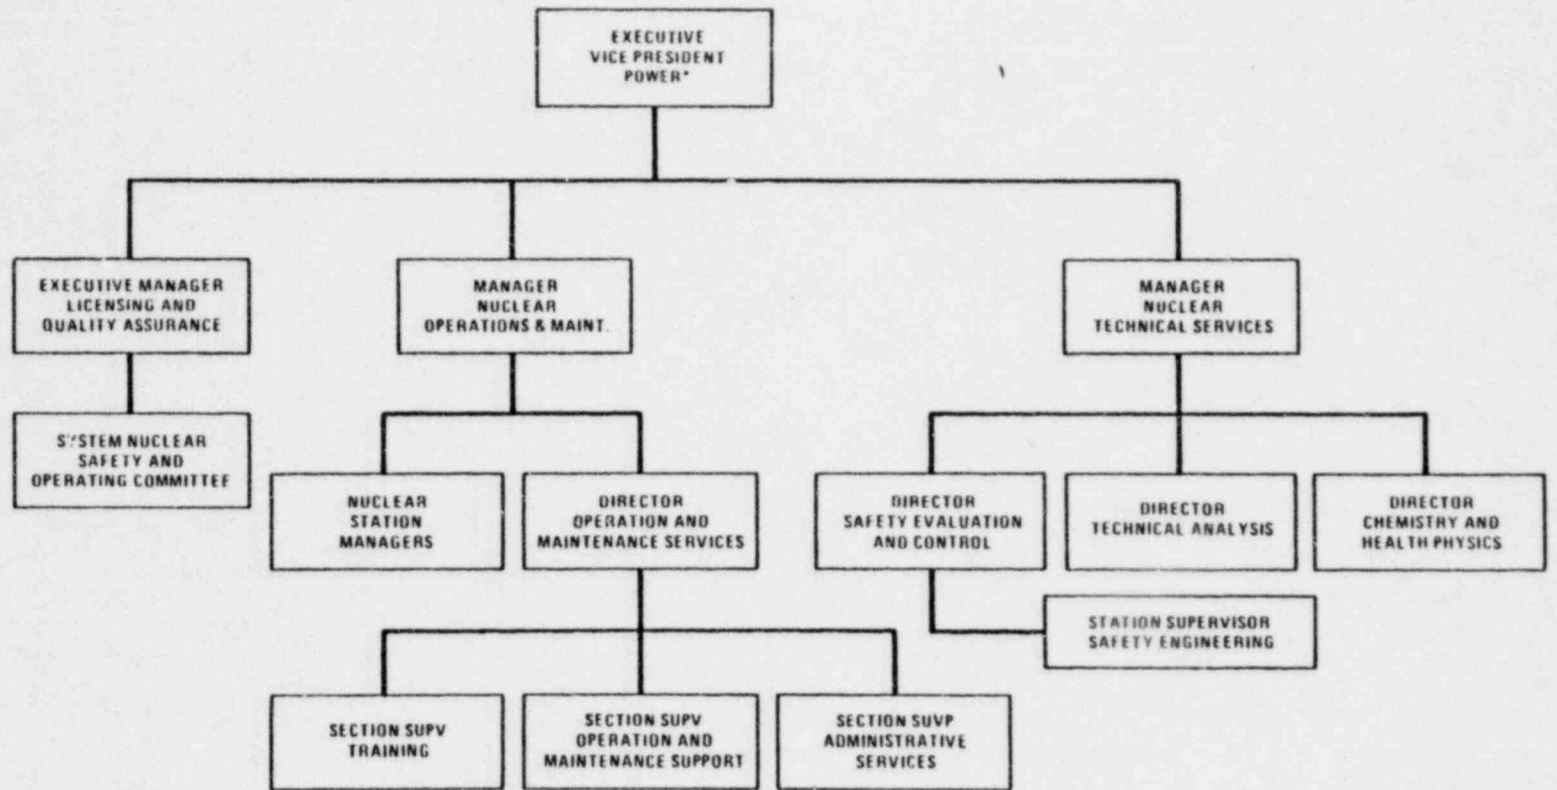 EXECUTIVE
VICE PRESIDENT
POWER*
EXECUTIVE MANAGER
LICENSING AND
QUALITY ASSURANCE
MANAGER
NUCLEAR
OPERATIONS & MAINT.
MANAGER
NUCLEAR
TECHNICAL SERVICES
SYSTEM NUCLEAR
SAFETY AND
OPERATING COMMITTEE
NUCLEAR
STATION
MANAGERS
DIRECTOR
OPERATION AND
MAINTENANCE SERVICES
DIRECTOR
SAFETY EVALUATION
AND CONTROL
DIRECTOR
TECHNICAL ANALYSIS
DIRECTOR
CHEMISTRY AND
HEALTH PHYSICS
STATION SUPERVISOR
SAFETY ENGINEERING
SECTION SUPV
TRAINING
SECTION SUPV
OPERATION AND
MAINTENANCE SUPPORT
SECTION SUVP
ADMINISTRATIVE
SERVICES